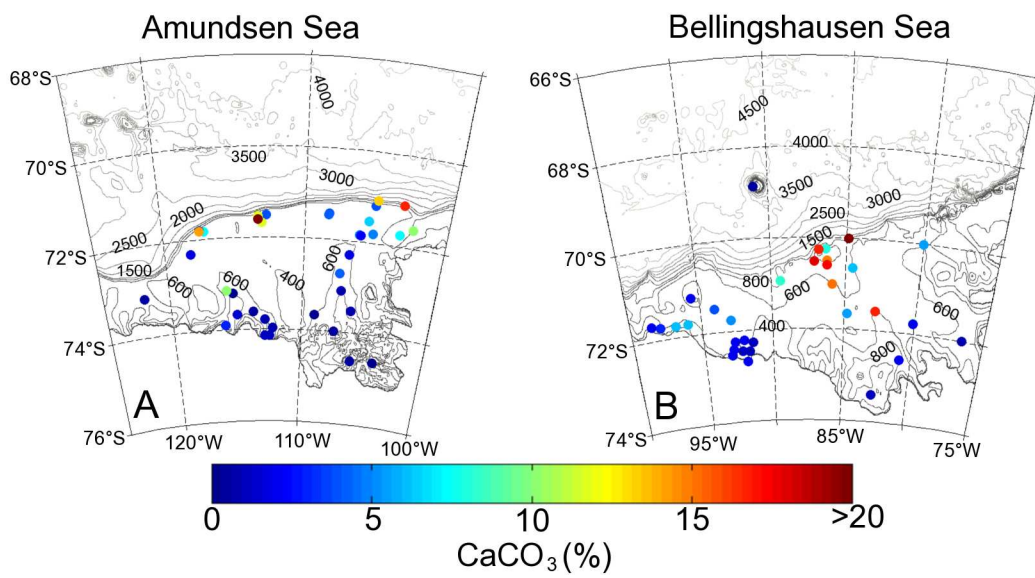 Amundsen Sea
68°S
70°S
72°S
74°S
76°S
120°W
110°W
100°W
4000
3500
3000
2000
2500
1500
600
600
400
600
A
Bellingshausen Sea
66°S
68°S
70°S
72°S
74°S
95°W
85°W
75°W
4500
4000
3500
3000
2500
1500
800
600
600
400
800
B
0
5
10
15
>20
CaCO₃ (%)